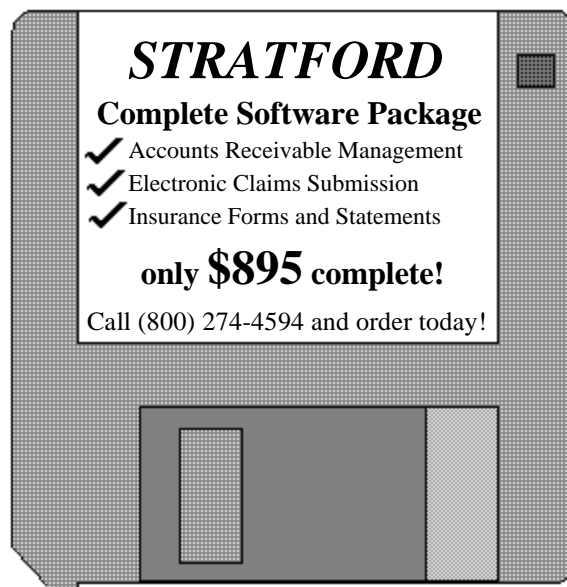 STRATFORD
Complete Software Package
Accounts Receivable Management
Electronic Claims Submission
Insurance Forms and Statements
only $895 complete!
Call (800) 274-4594 and order today!